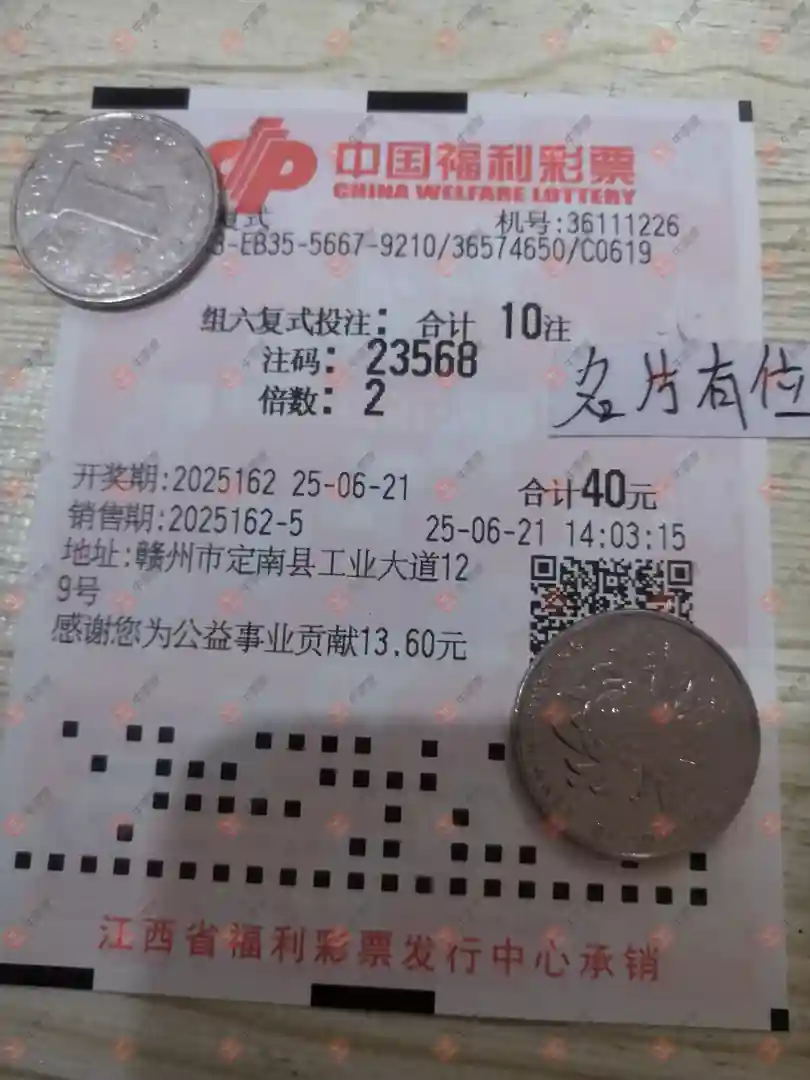 中国福利彩票
CHINA WELFARE LOTTERY
复式 机号:36111226
-EB35-5667-9210/36574650/C0619
组六复式投注: 合计 10注
注码: 23568
倍数: 2
名片有位
开奖期:2025162 25-06-21 合计40元
销售期:2025162-5 25-06-21 14:03:15
地址:赣州市定南县工业大道12
9号
感谢您为公益事业贡献13.60元
江西省福利彩票发行中心承销